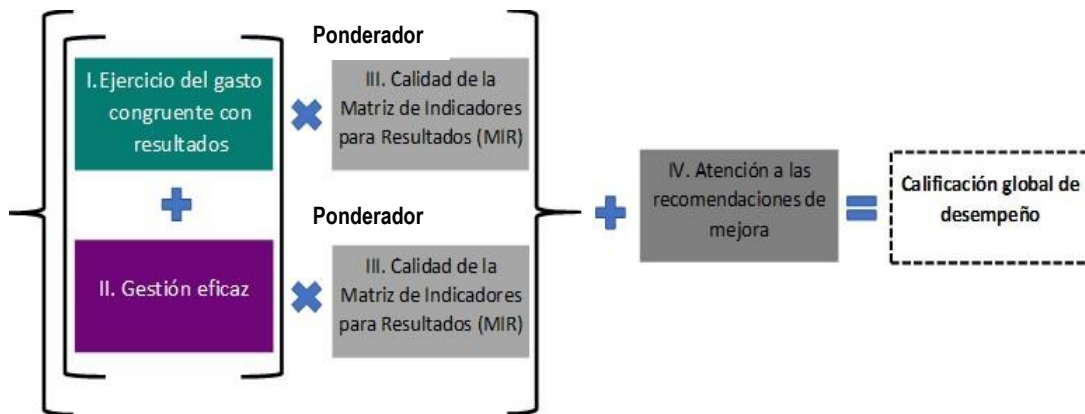 Ponderador
I.Ejercicio del gasto
congruente con
resultados
III. Calidad de la
Matriz de Indicadores
para Resultados (MIR)
Ponderador
II. Gestión eficaz
III. Calidad de la
Matriz de Indicadores
para Resultados (MIR)
IV. Atención a las
recomendaciones de
mejora
Calificación global de
desempeño